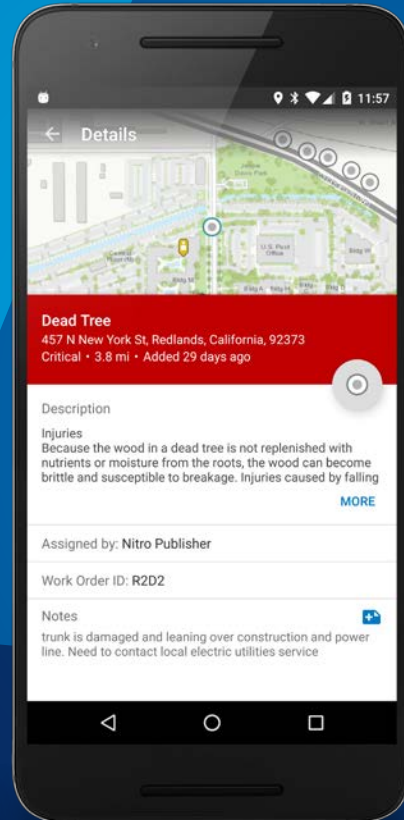 11:57
Details
U.S. Post
Office
Dead Tree
457 N New York St, Redlands, California, 92373
Critical • 3.8 mi • Added 29 days ago
Description
Injuries
Because the wood in a dead tree is not replenished with
nutrients or moisture from the roots, the wood can become
brittle and susceptible to breakage. Injuries caused by falling
MORE
Assigned by: Nitro Publisher
Work Order ID: R2D2
Notes
trunk is damaged and leaning over construction and power
line. Need to contact local electric utilities service